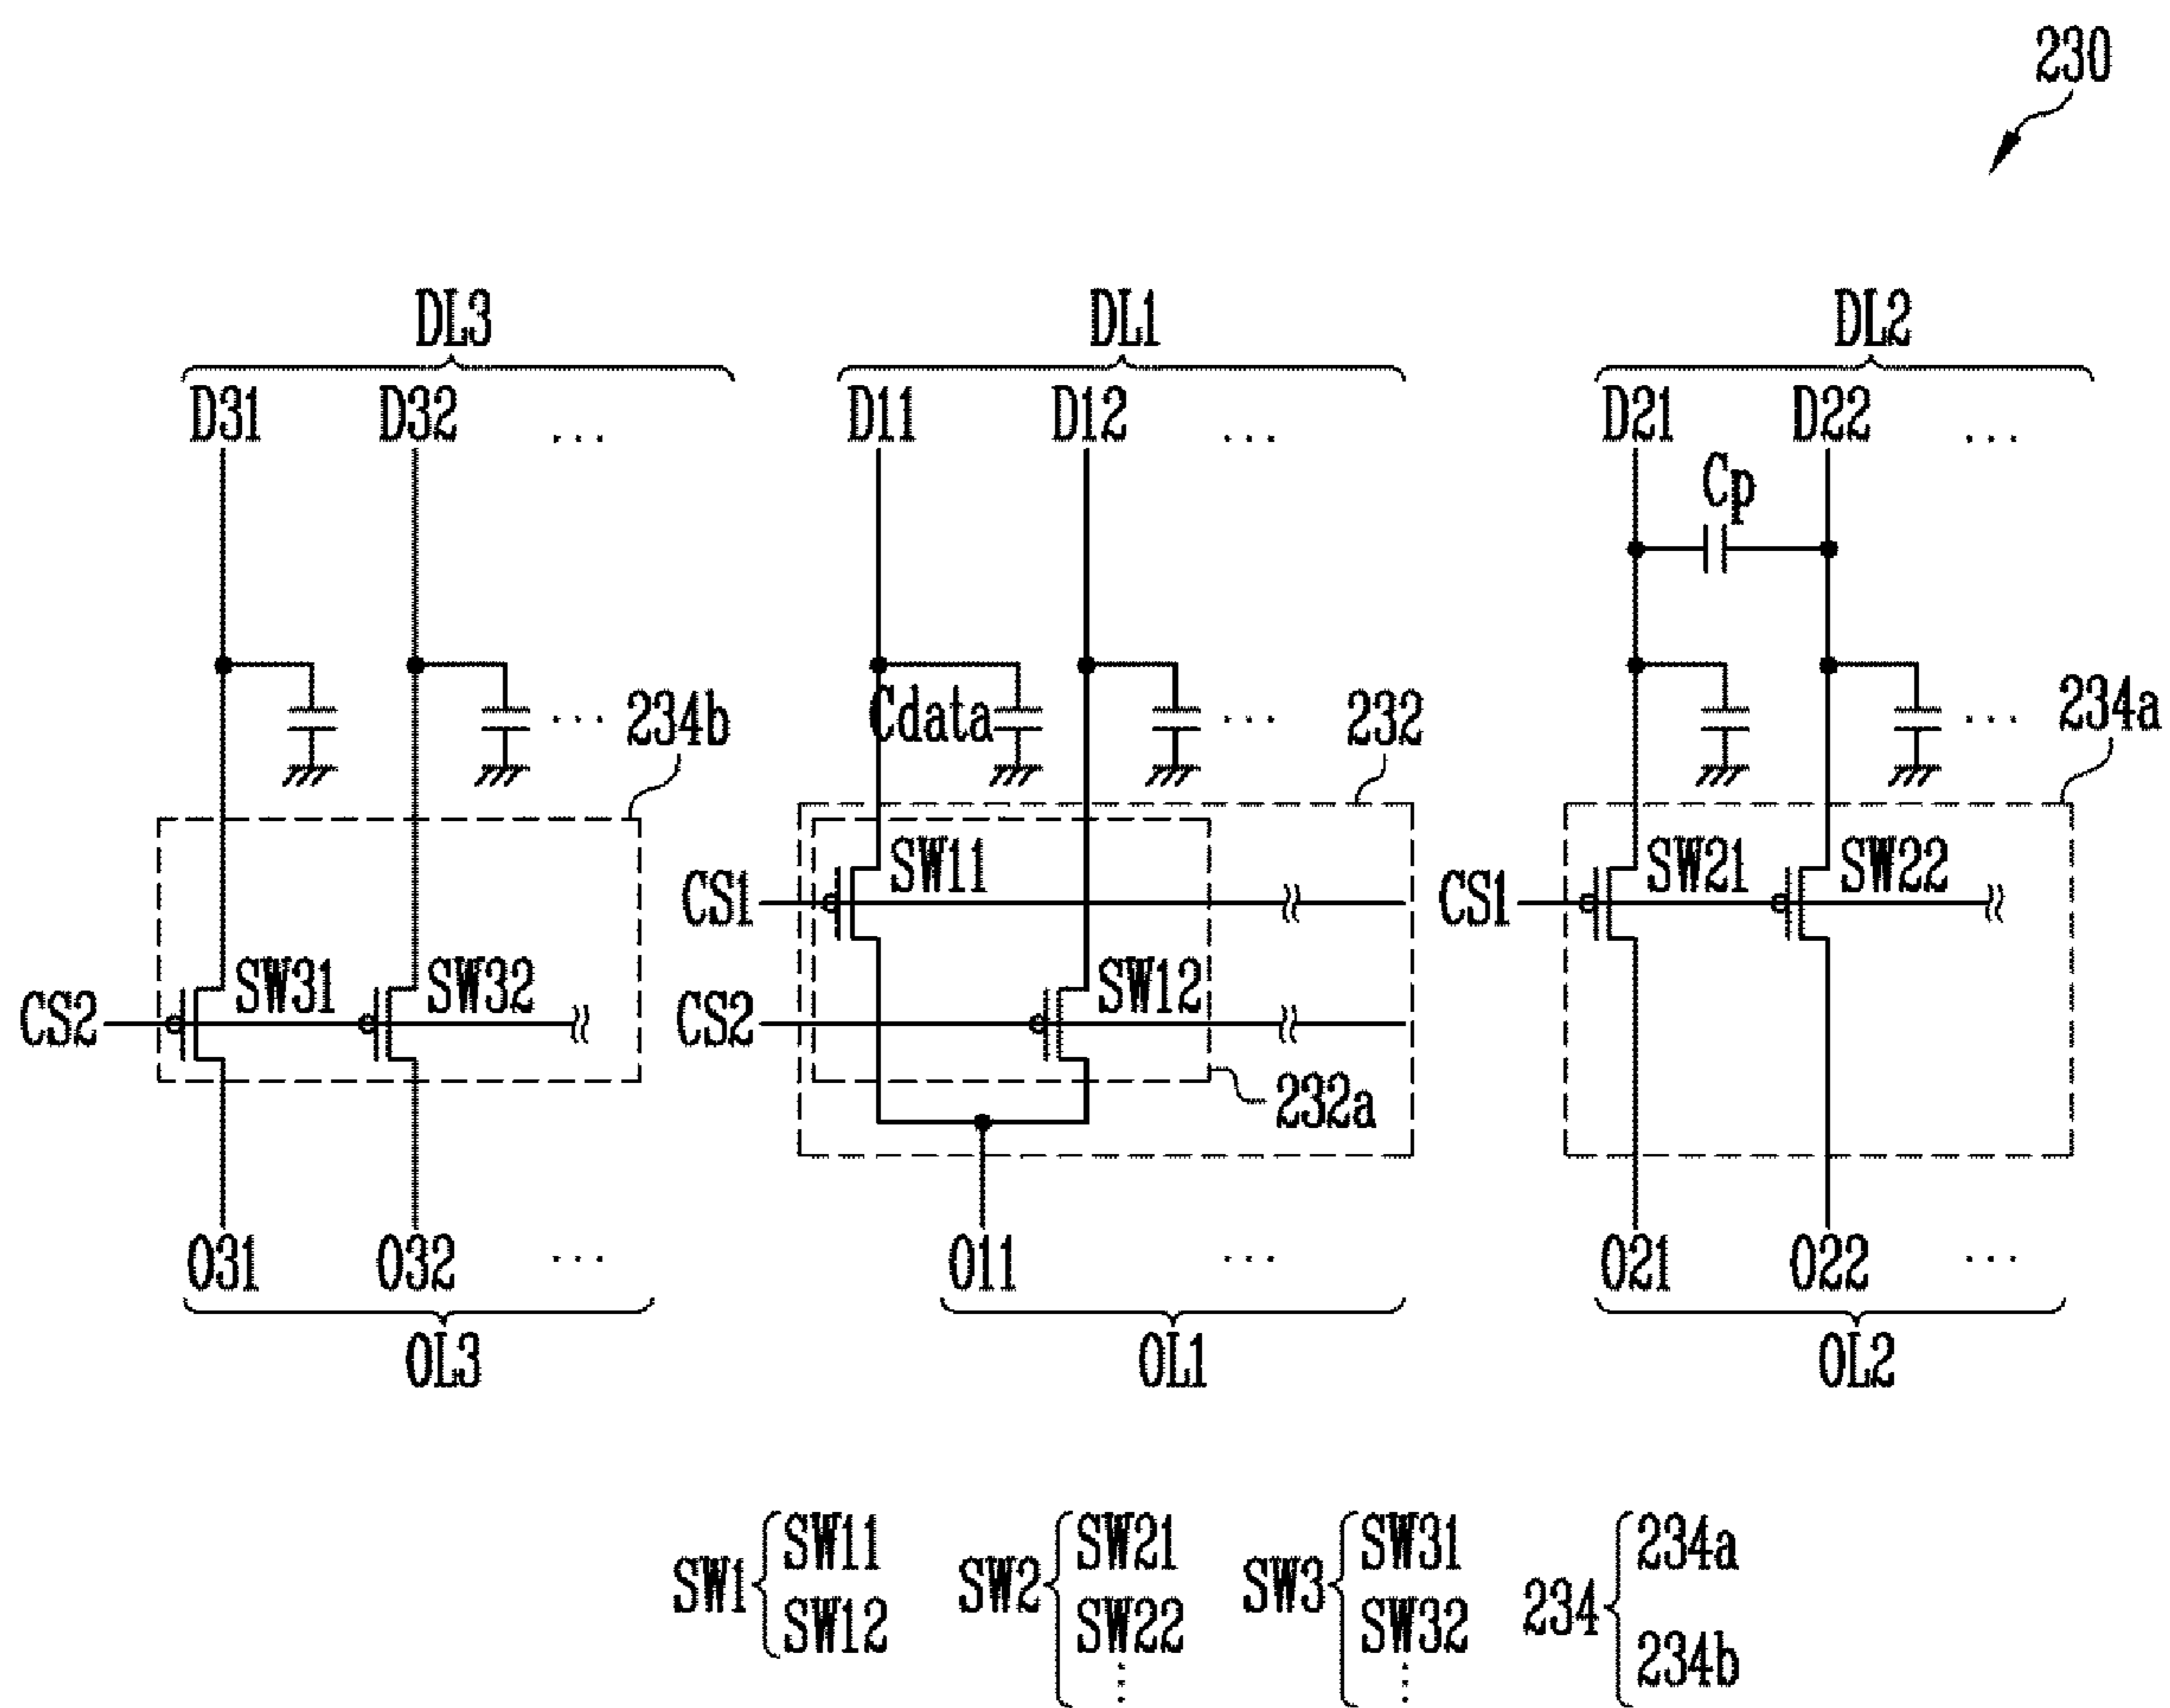 230
DL3 DL1 DL2
D31 D32 ... D11 D12 ... D21 D22 ...
Cp
... 234b Cdata ... 232 ... 234a
CS1 SW11 CS1 SW21 SW22
CS2 SW31 SW32 CS2 SW12
232a
O31 O32 ... O11 ... O21 O22 ...
OL3 OL1 OL2
SW11 SW21 SW31 234a
SW1 SW2 SW3 234
SW12 SW22 SW32 234b